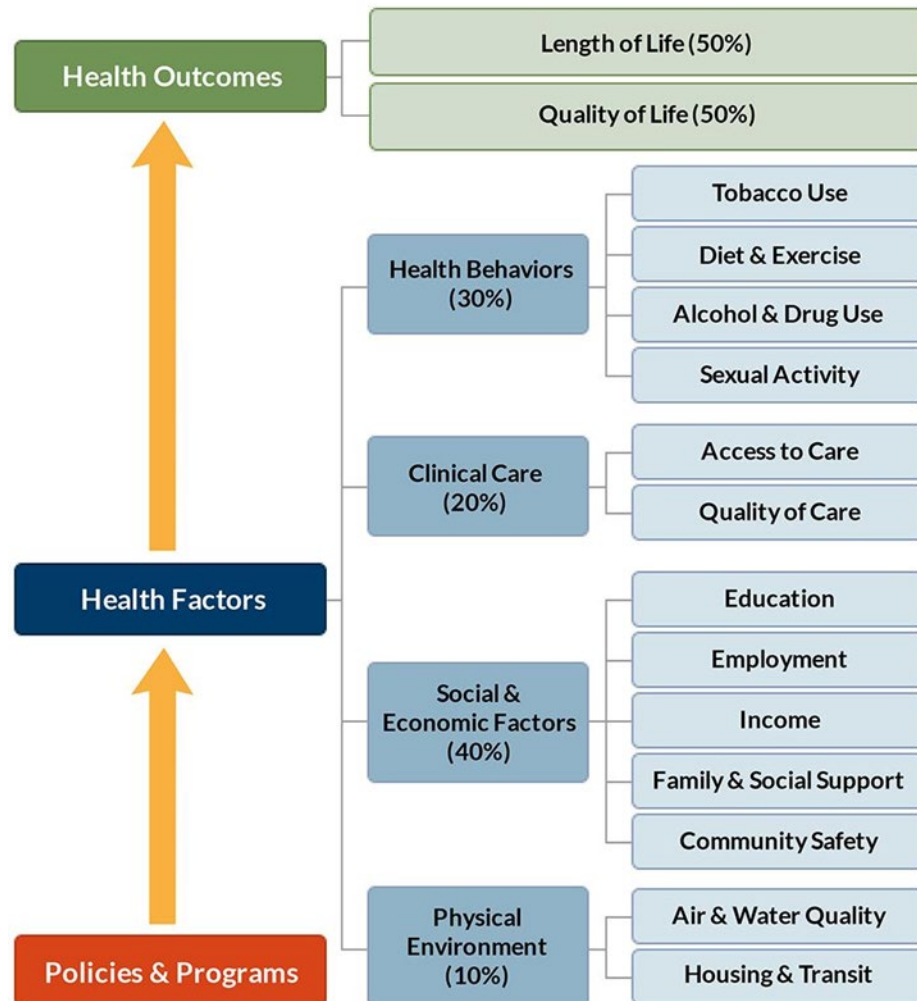 Health Outcomes
Length of Life (50%)
Quality of Life (50%)
Health Factors
Health Behaviors
(30%)
Tobacco Use
Diet & Exercise
Alcohol & Drug Use
Sexual Activity
Clinical Care
(20%)
Access to Care
Quality of Care
Social &
Economic Factors
(40%)
Education
Employment
Income
Family & Social Support
Community Safety
Physical
Environment
(10%)
Air & Water Quality
Housing & Transit
Policies & Programs